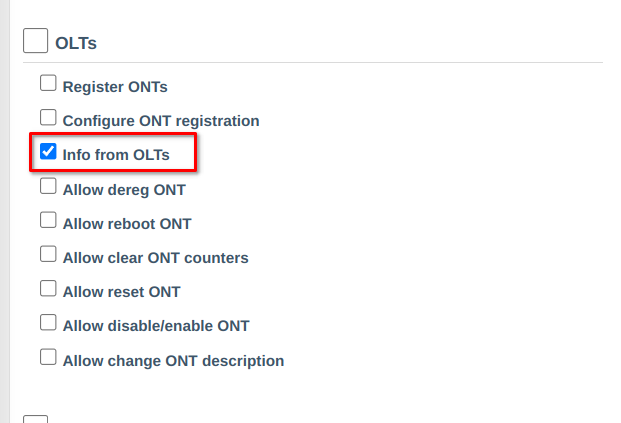 OLTs
Register ONTs
Configure ONT registration
Info from OLTs
Allow dereg ONT
Allow reboot ONT
Allow clear ONT counters
Allow reset ONT
Allow disable/enable ONT
Allow change ONT description